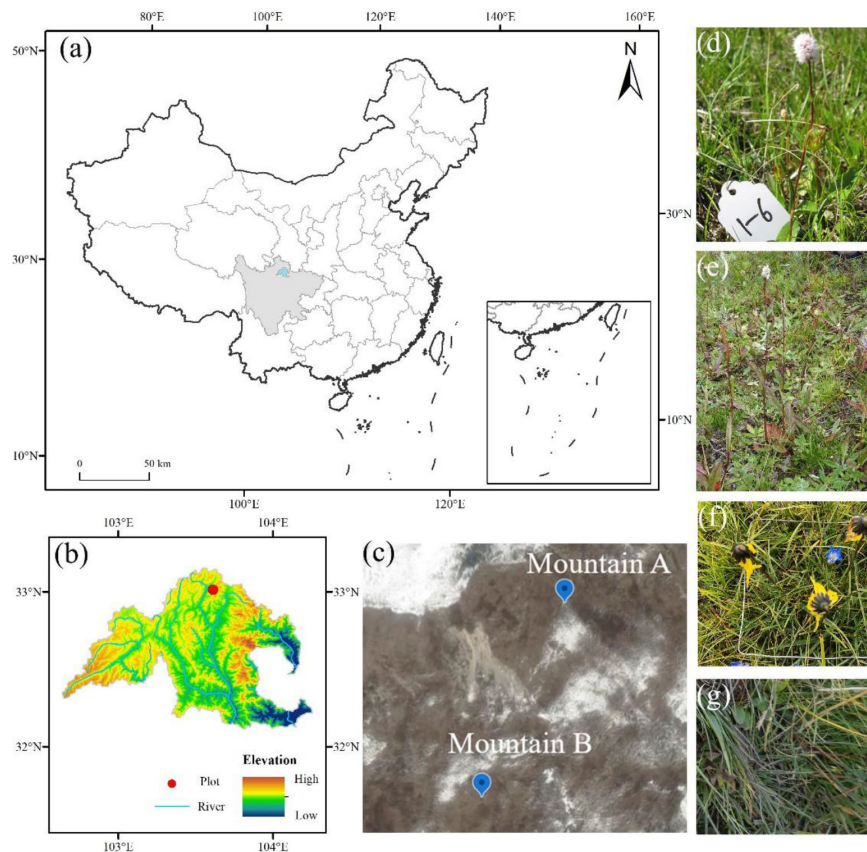 80°E 100°E 120°E 140°E 160°E
50°N
(a)
N
30°N
30°N
10°N
10°N
0 50 km
100°E 120°E
103°E 104°E
(b)
33°N
33°N
32°N
32°N
Elevation
Plot
High
River
Low
103°E 104°E
(c)
Mountain A
Mountain B
(d)
11-6
(e)
(f)
(g)